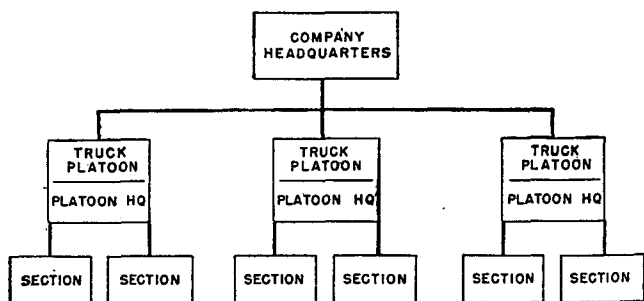 COMPANY
HEADQUARTERS
TRUCK
PLATOON
PLATOON HQ
TRUCK
PLATOON
PLATOON HQ
TRUCK
PLATOON
PLATOON HQ
SECTION
SECTION
SECTION
SECTION
SECTION
SECTION